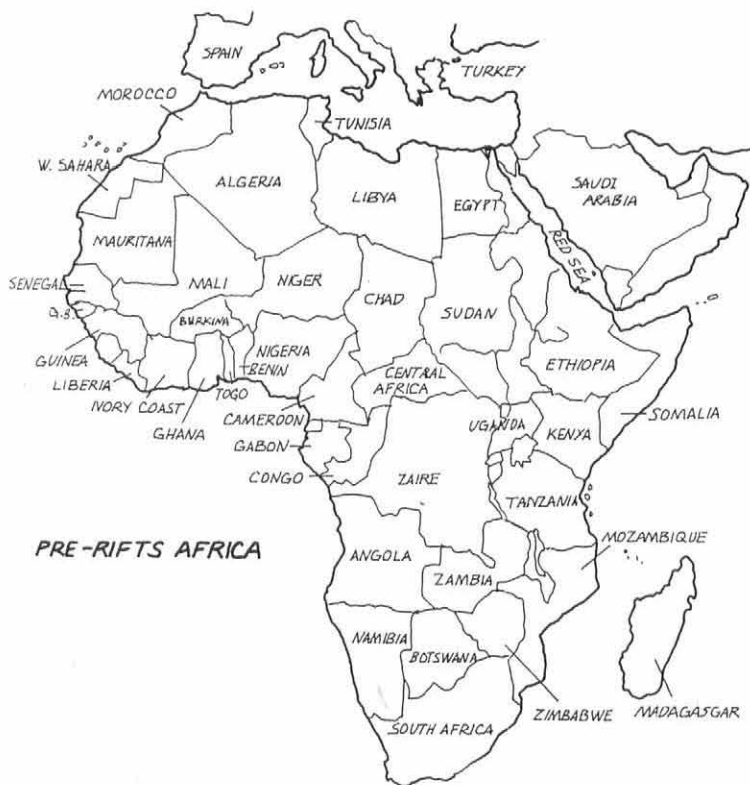 SPAIN
TURKEY
MOROCCO
TUNISIA
W. SAHARA
ALGERIA
LIBYA
EGYPT
SAUDI
ARABIA
RED SEA
MAURITANA
MALI
NIGER
CHAD
SUDAN
SENEGAL
G.B.
BURKINA
GUINEA
NIGERIA
BENIN
LIBERIA
IVORY COAST
TOGO
GHANA
CENTRAL
AFRICA
ETHIOPIA
CAMEROON
UGANDA
KENYA
SOMALIA
GABON
CONGO
ZAIRE
TANZANIA
PRE-RIFTS AFRICA
ANGOLA
MOZAMBIQUE
ZAMBIA
NAMIBIA
BOTSWANA
ZIMBABWE
MADAGASGAR
SOUTH AFRICA